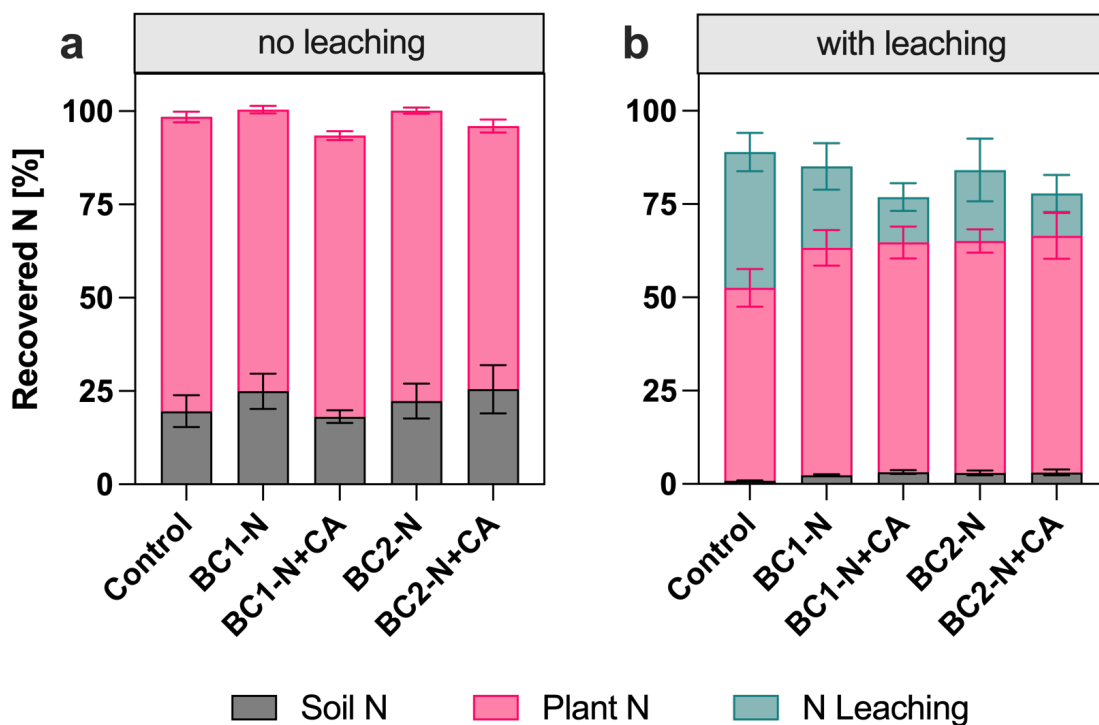 a
no leaching
Recovered N [%]
100
75
50
25
0
Control
BC1-N
BC1-N+CA
BC2-N
BC2-N+CA
b
with leaching
100
75
50
25
0
Control
BC1-N
BC1-N+CA
BC2-N
BC2-N+CA
Soil N
Plant N
N Leaching